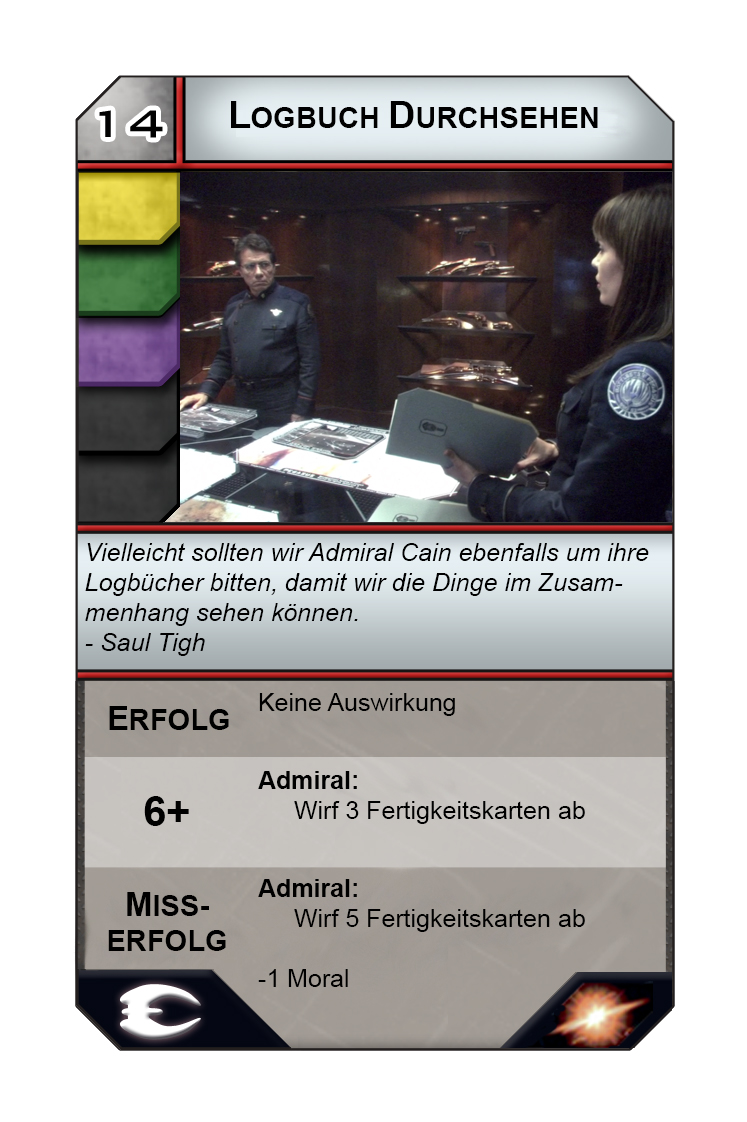 14
LOGBUCH DURCHSEHEN
Vielleicht sollten wir Admiral Cain ebenfalls um ihre
Logbücher bitten, damit wir die Dinge im Zusam-
menhang sehen können.
- Saul Tigh
ERFOLG
Keine Auswirkung
6+
Admiral:
Wirf 3 Fertigkeitskarten ab
MISS-
ERFOLG
Admiral:
Wirf 5 Fertigkeitskarten ab
-1 Moral